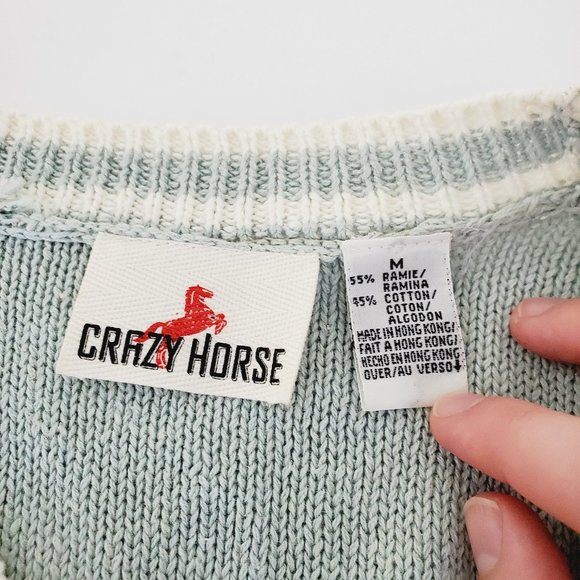 CRAZY HORSE
M
55% RAMIE/
RAMINA
45% COTTON/
COTON/
ALGODON
MADE IN HONG KONG/
FAIT A HONG KONG/
HECHO EN HONG KONG
OVER/AU VERSO